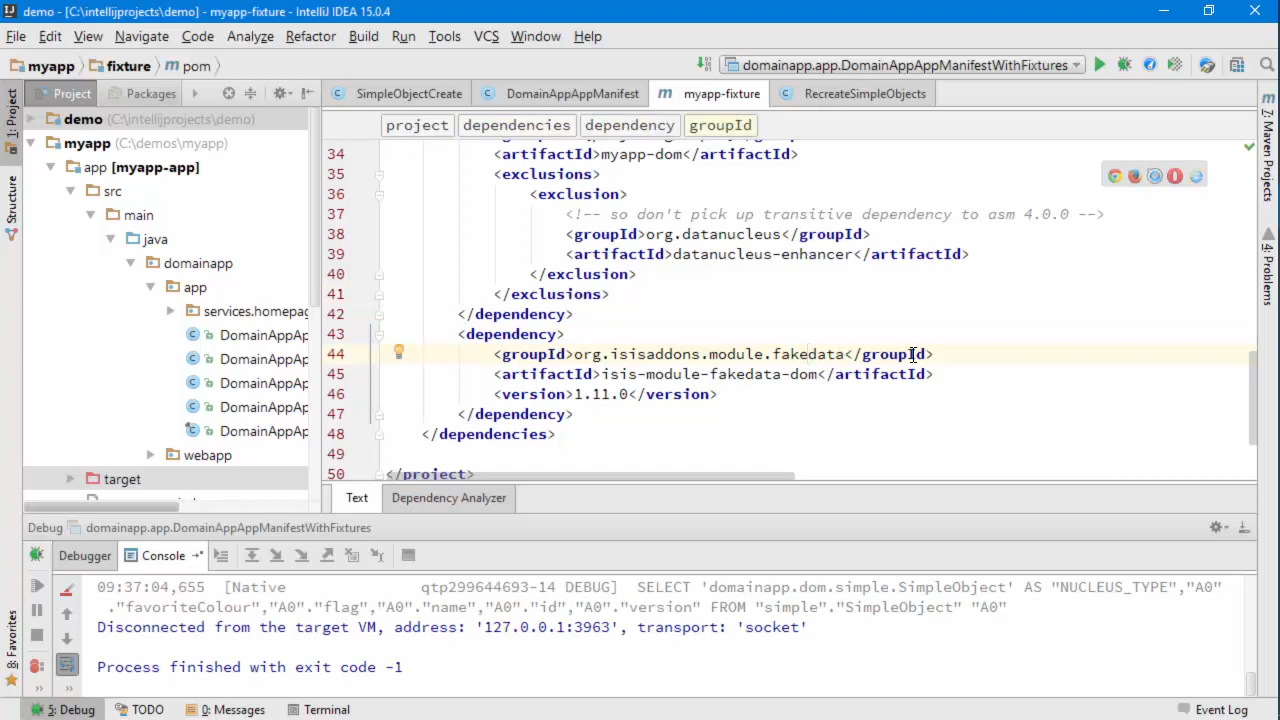 demo - [C:\intellijprojects\demo] - myapp-fixture - IntelliJ IDEA 15.0.4
File Edit View Navigate Code Analyze Refactor Build Run Tools VCS Window Help
myapp fixture m pom domainapp.app.DomainAppAppManifestWithFixtures
Project Packages SimpleObjectCreate DomainAppAppManifest myapp-fixture RecreateSimpleObjects
project dependencies dependency groupId
1: Project
Structure
8: Favorites
Maven Projects
4: Problems
demo (C:\intellijprojects\demo)
myapp (C:\demos\myapp)
app [myapp-app]
src
main
java
domainapp
app
services.homepag
DomainAppAp
DomainAppAp
DomainAppAp
DomainAppAp
DomainAppAp
webapp
target
34 <artifactId>myapp-dom</artifactId>
35 <exclusions>
36 <exclusion>
37 <!-- so don't pick up transitive dependency to asm 4.0.0 -->
38 <groupId>org.datanucleus</groupId>
39 <artifactId>datanucleus-enhancer</artifactId>
40 </exclusion>
41 </exclusions>
42 </dependency>
43 <dependency>
44 <groupId>org.isisaddons.module.fakedata</groupId>
45 <artifactId>isis-module-fakedata-dom</artifactId>
46 <version>1.11.0</version>
47 </dependency>
48 </dependencies>
49
50 </project>
Text Dependency Analyzer
Debug domainapp.app.DomainAppAppManifestWithFixtures
Debugger Console
09:37:04,655 [Native qtp299644693-14 DEBUG] SELECT 'domainapp.dom.simple.SimpleObject' AS "NUCLEUS_TYPE","A0"
."favoriteColour","A0"."flag","A0"."name","A0"."id","A0"."version" FROM "simple"."SimpleObject" "A0"
Disconnected from the target VM, address: '127.0.0.1:3963', transport: 'socket'
Process finished with exit code -1
5: Debug TODO 0: Messages Terminal Event Log